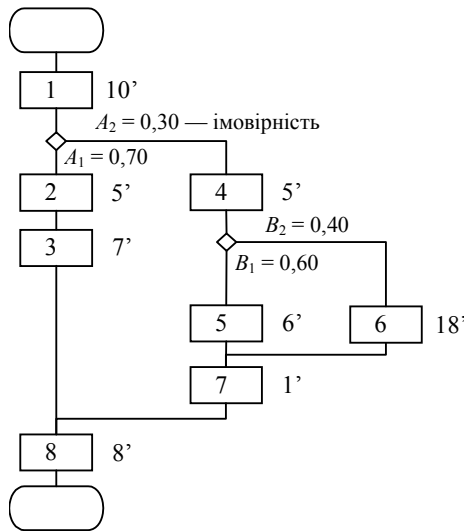 1 10’
A₂ = 0,30 — імовірність
A₁ = 0,70
2 5’
4 5’
B₂ = 0,40
3 7’
B₁ = 0,60
5 6’
6 18’
7 1’
8 8’